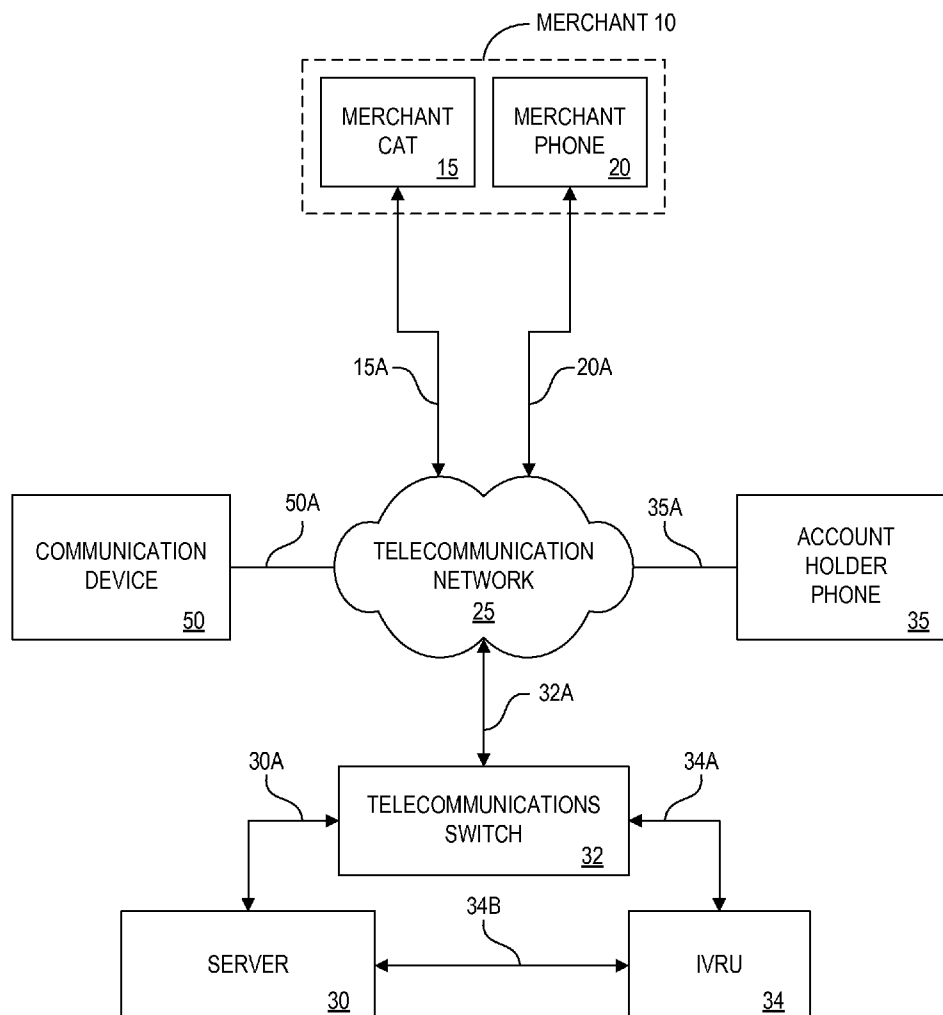 MERCHANT 10
MERCHANT
CAT
15
MERCHANT
PHONE
20
15A
20A
COMMUNICATION
DEVICE
50
50A
TELECOMMUNICATION
NETWORK
25
35A
ACCOUNT
HOLDER
PHONE
35
32A
30A
34A
TELECOMMUNICATIONS
SWITCH
32
34B
SERVER
30
IVRU
34